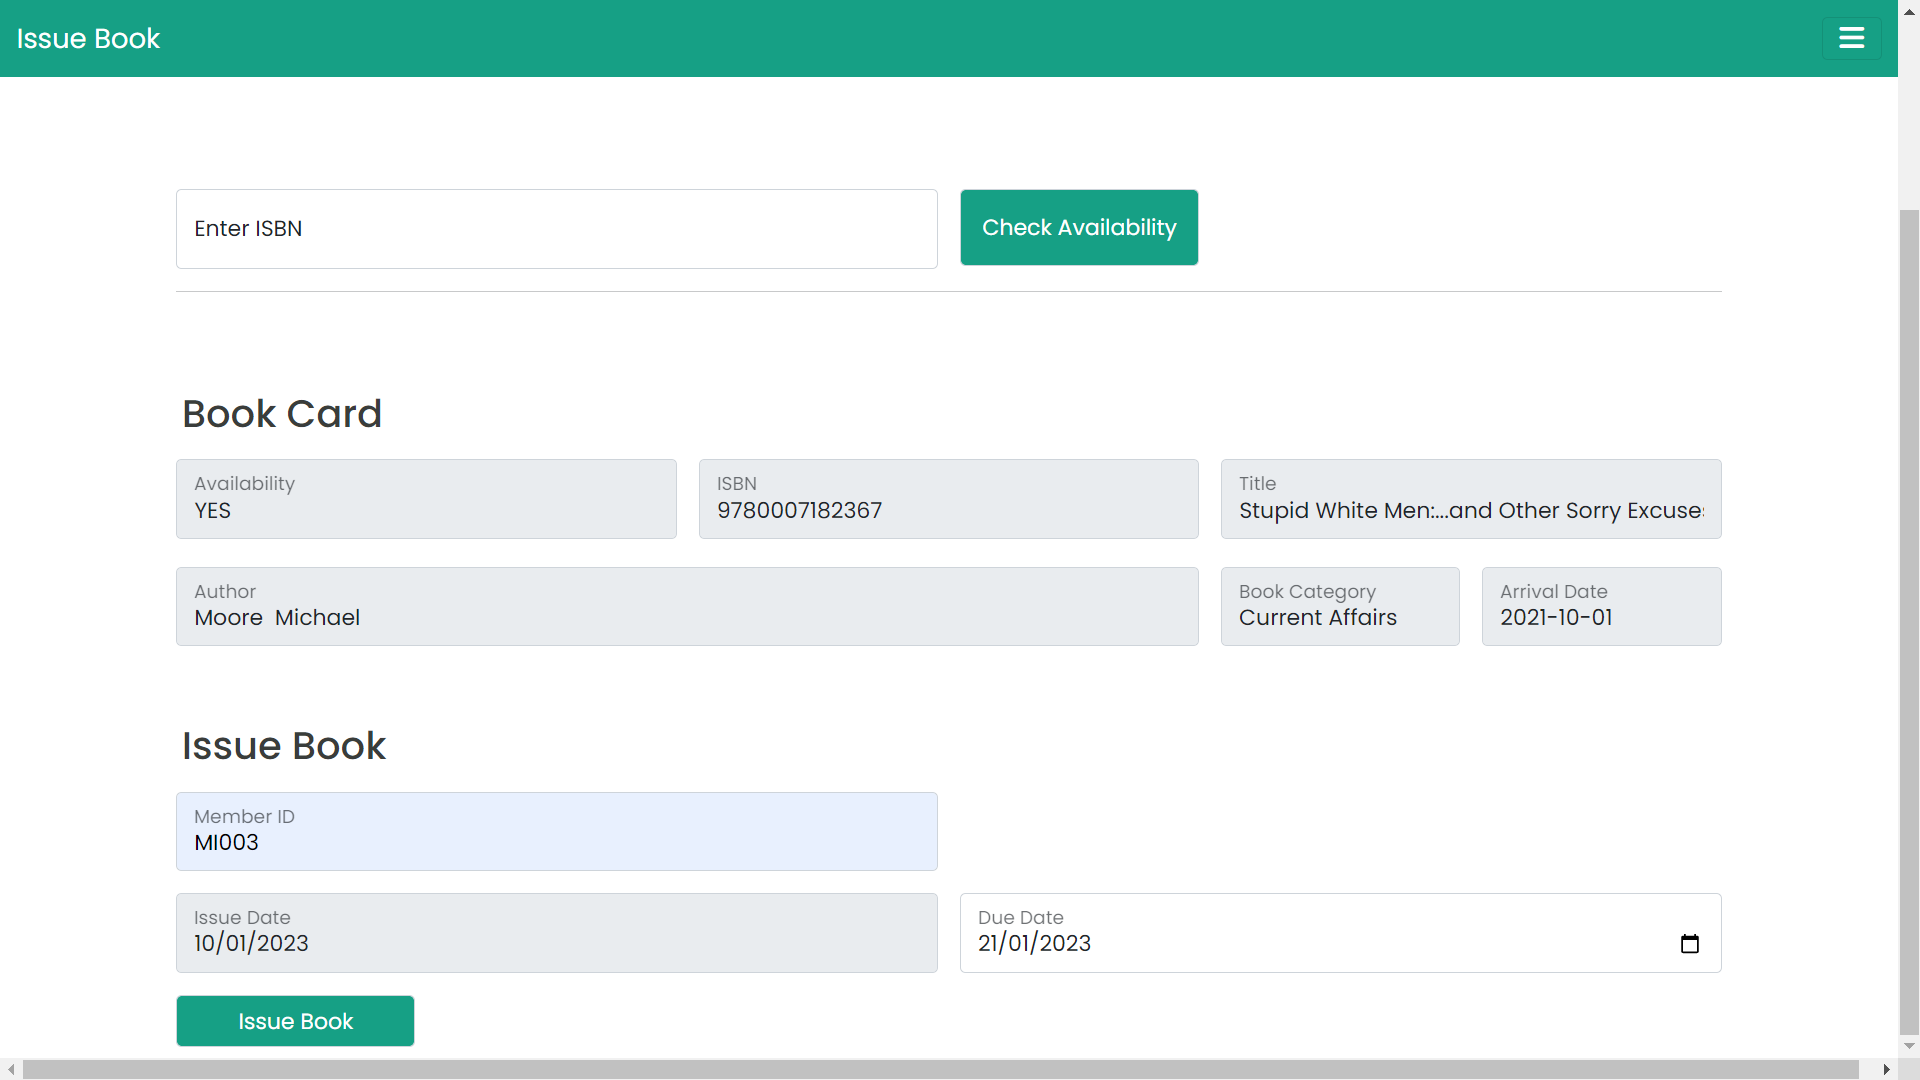 Issue Book
Enter ISBN
Check Availability
Book Card
Availability
YES
ISBN
9780007182367
Title
Stupid White Men:...and Other Sorry Excuse
Author
Moore  Michael
Book Category
Current Affairs
Arrival Date
2021-10-01
Issue Book
Member ID
MI003
Issue Date
10/01/2023
Due Date
21/01/2023
Issue Book